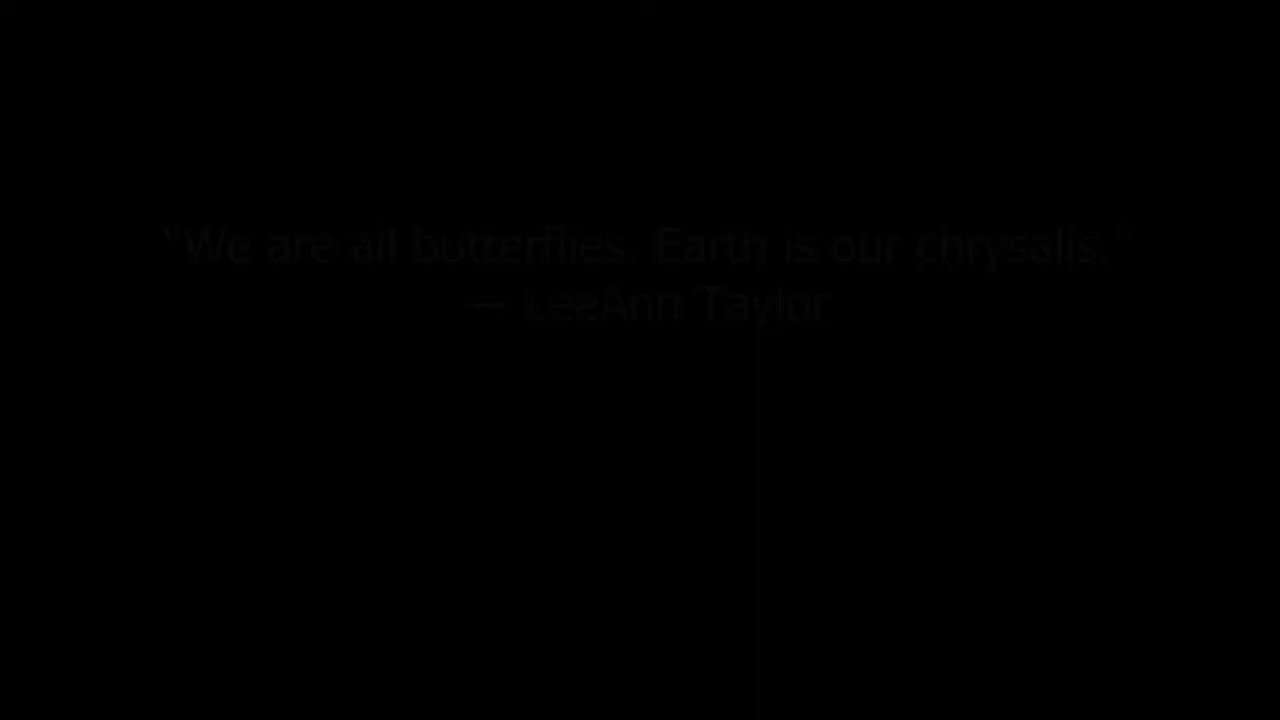 "We are all butterflies. Earth is our chrysalis."
— LeeAnn Taylor